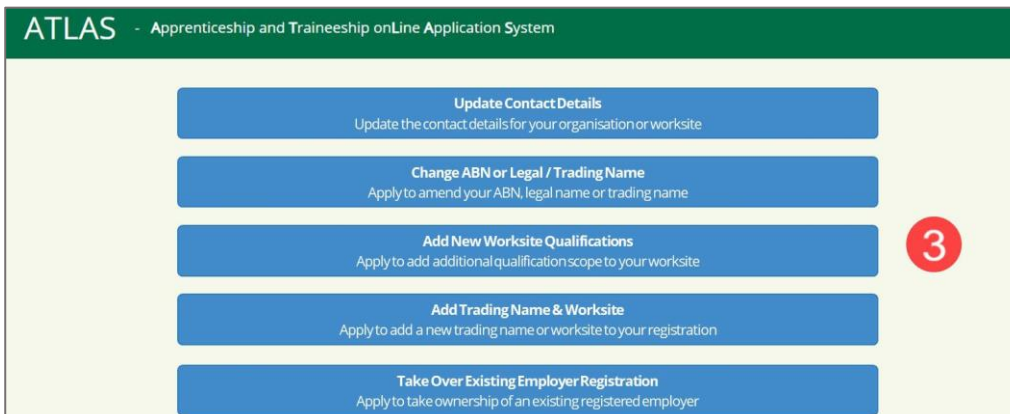 ATLAS - Apprenticeship and Traineeship onLine Application System
Update Contact Details
Update the contact details for your organisation or worksite
Change ABN or Legal / Trading Name
Apply to amend your ABN, legal name or trading name
Add New Worksite Qualifications
Apply to add additional qualification scope to your worksite
3
Add Trading Name & Worksite
Apply to add a new trading name or worksite to your registration
Take Over Existing Employer Registration
Apply to take ownership of an existing registered employer